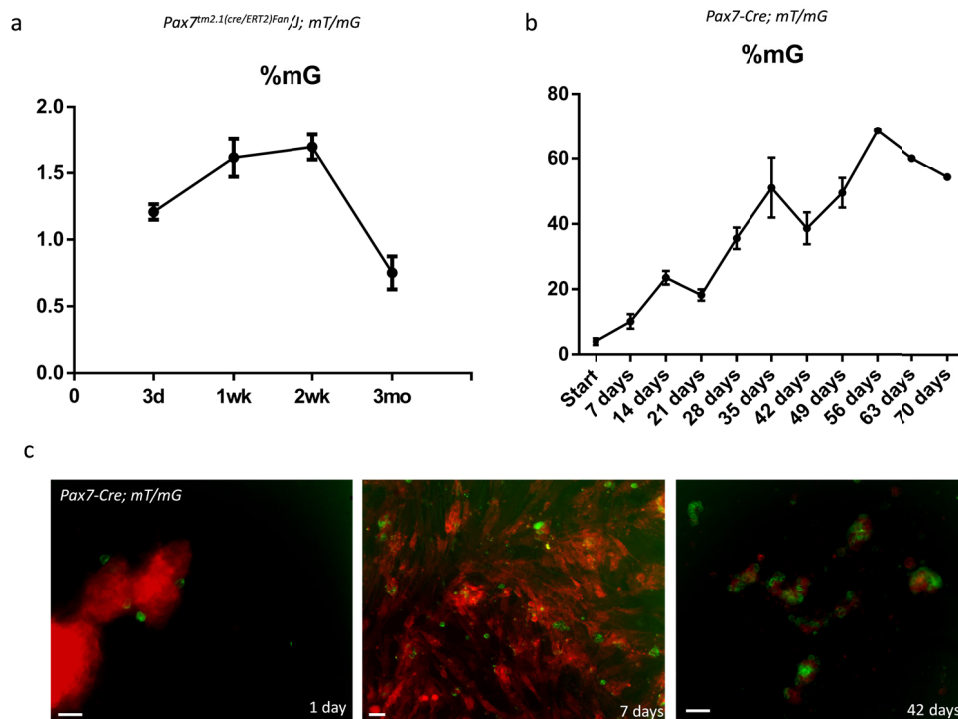 a
Pax7tm2.1(cre/ERT2)Fan/J; mT/mG
%mG
2.0
1.5
1.0
0.5
0.0
0
3d
1wk
2wk
3mo
b
Pax7-Cre; mT/mG
%mG
80
60
40
20
0
Start
7 days
14 days
21 days
28 days
35 days
42 days
49 days
56 days
63 days
70 days
c
Pax7-Cre; mT/mG
1 day
7 days
42 days